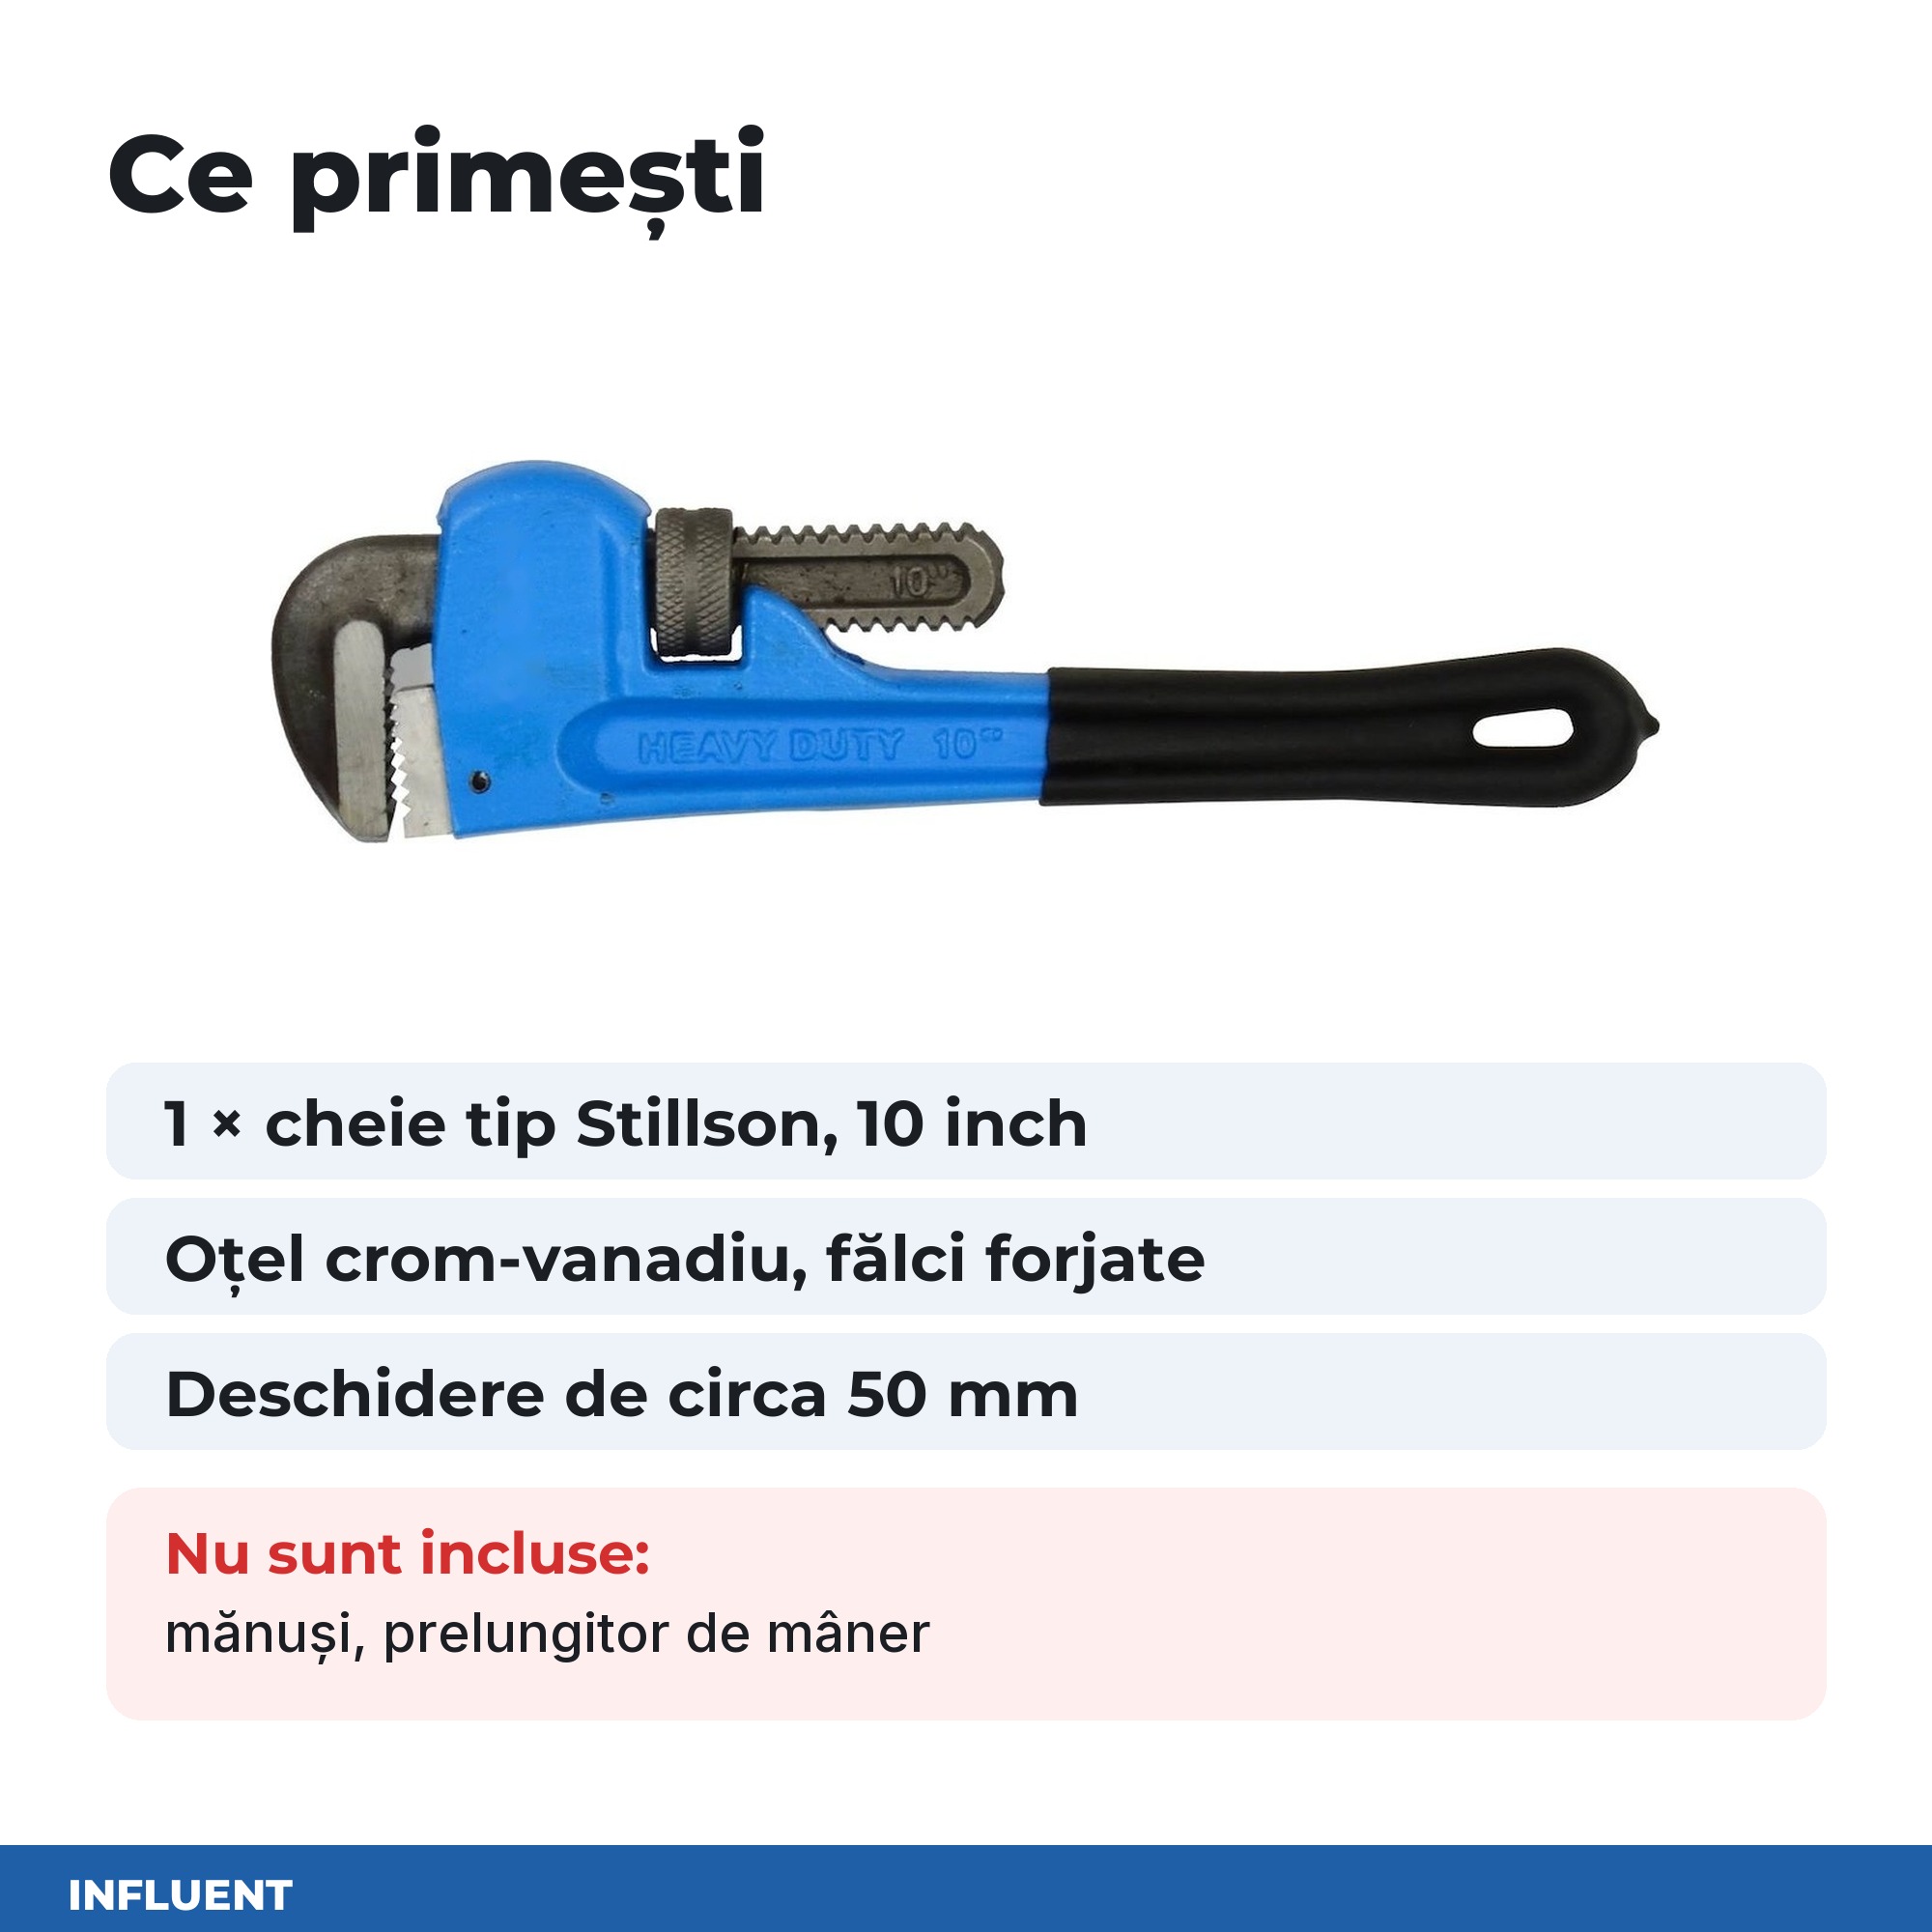 Ce primești
10"
HEAVY DUTY 10"
1 × cheie tip Stillson, 10 inch
Oțel crom-vanadiu, fălci forjate
Deschidere de circa 50 mm
Nu sunt incluse:
mănuși, prelungitor de mâner
INFLUENT